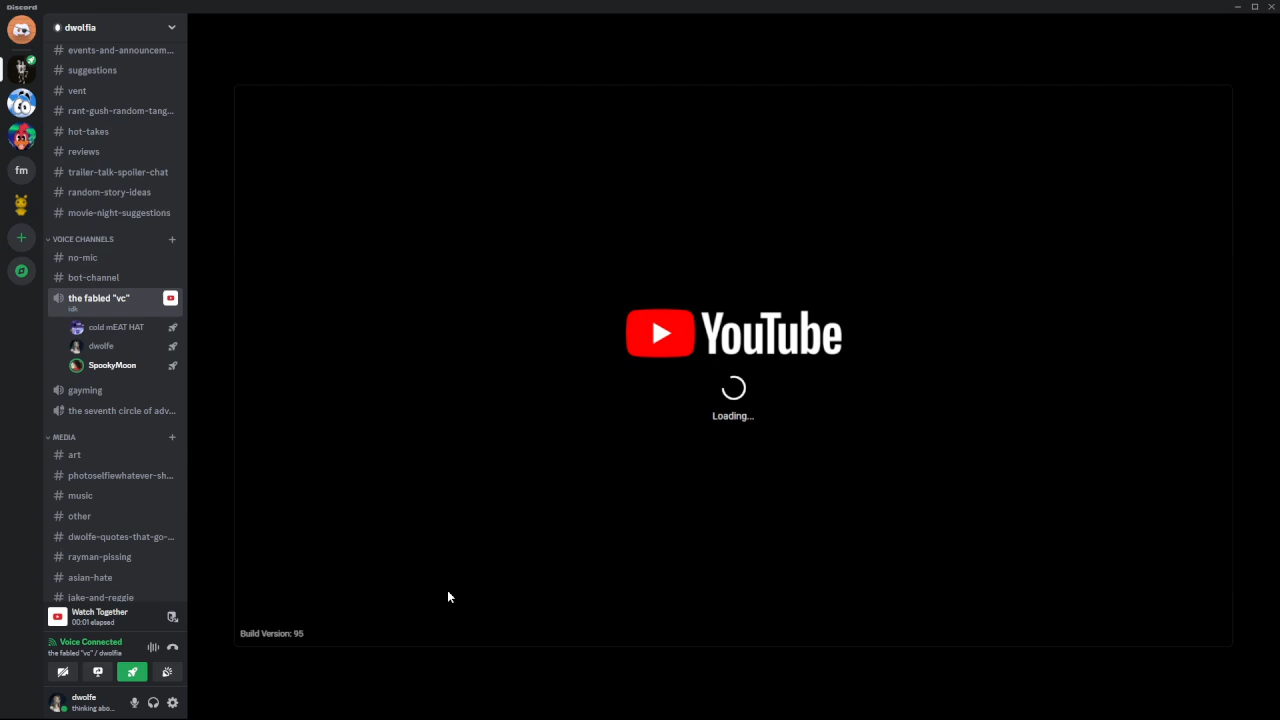 Discord
dwolfia
events-and-announcem...
suggestions
vent
rant-gush-random-tang...
hot-takes
reviews
trailer-talk-spoiler-chat
random-story-ideas
movie-night-suggestions
fm
VOICE CHANNELS
no-mic
bot-channel
the fabled "vc"
idk
cold mEAT HAT
dwolfe
SpookyMoon
gayming
the seventh circle of adv...
MEDIA
art
photoselfiewhatever-sh...
music
other
dwolfe-quotes-that-go-...
rayman-pissing
asian-hate
jake-and-reggie
Watch Together
00:01 elapsed
Voice Connected
the fabled "vc" / dwolfia
dwolfe
thinking abo...
YouTube
Loading...
Build Version: 95